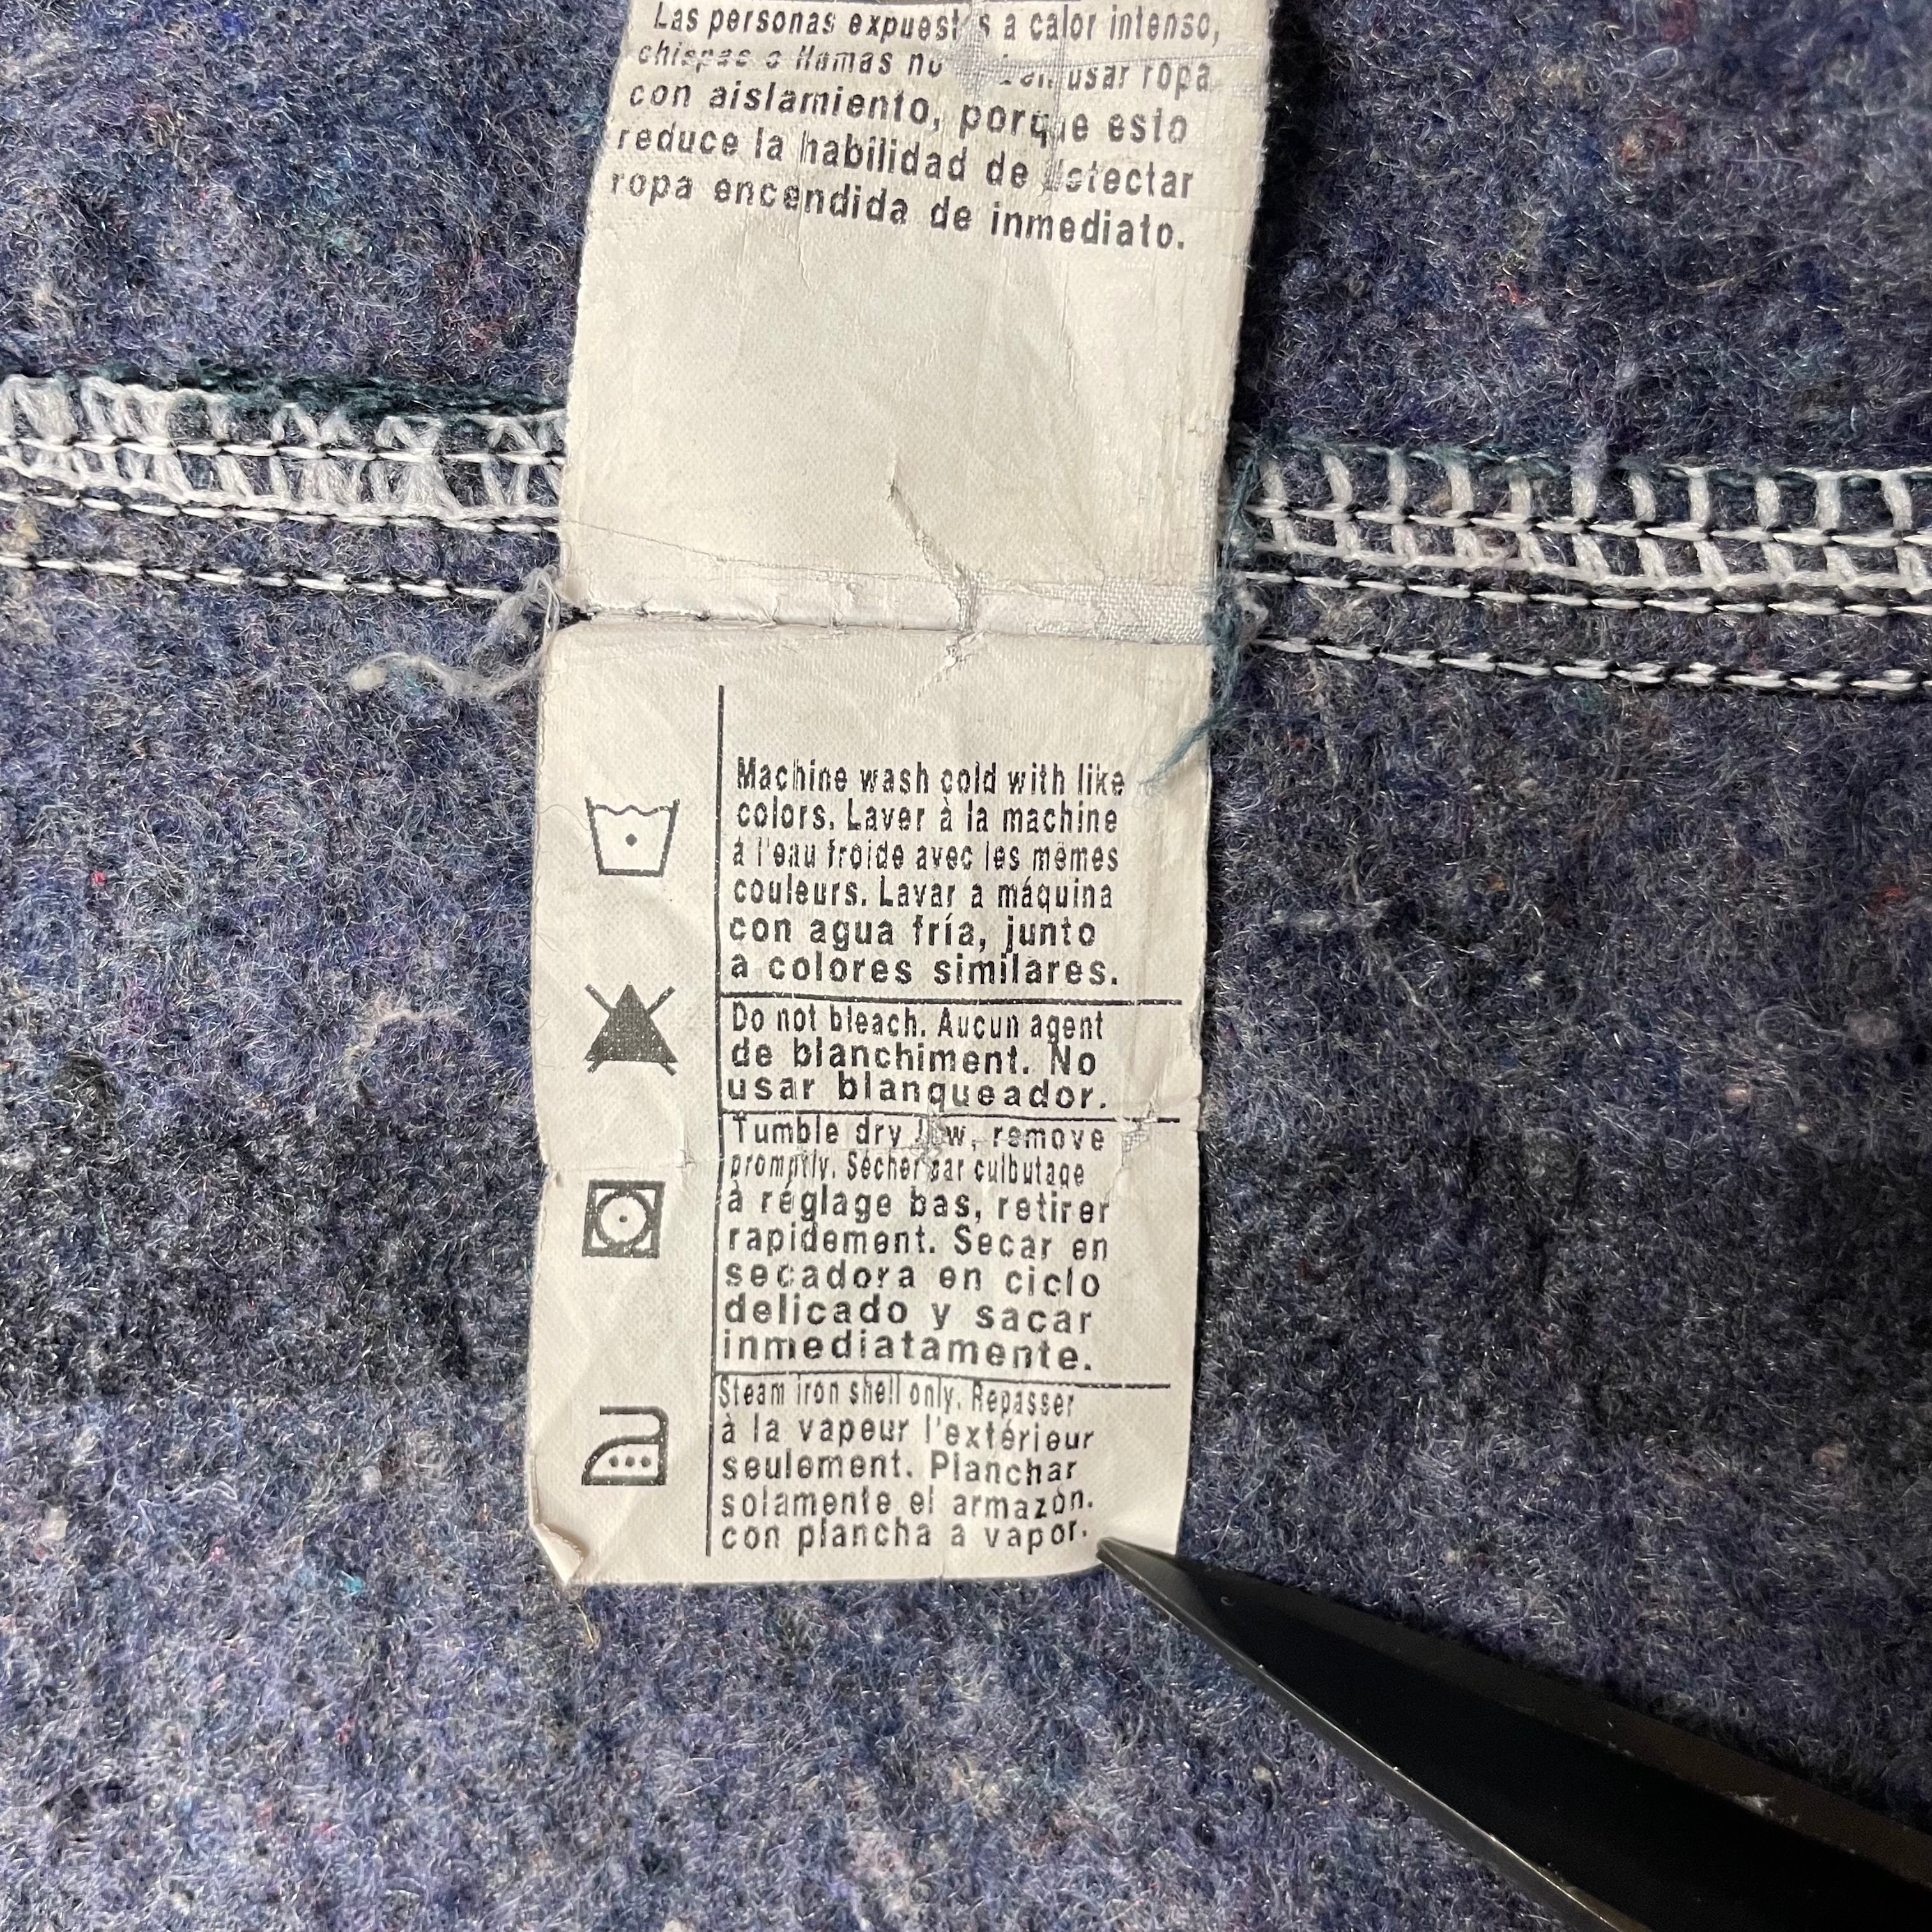 Las personas expuest s a calor intenso,
chispas o llamas no usar ropa
con aislamiento, porque esto
reduce la habilidad de detectar
ropa encendida de inmediato.
Machine wash cold with like
colors. Laver à la machine
à l'eau froide avec les mêmes
couleurs. Lavar a máquina
con agua fría, junto
a colores similares.
Do not bleach. Aucun agent
de blanchiment. No
usar blanqueador.
Tumble dry low, remove
promptly. Sécher par culbutage
à réglage bas, retirer
rapidement. Secar en
secadora en ciclo
delicado y sacar
inmediatamente.
Steam iron shell only. Repasser
à la vapeur l'extérieur
seulement. Planchar
solamente el armazón.
con plancha a vapor.